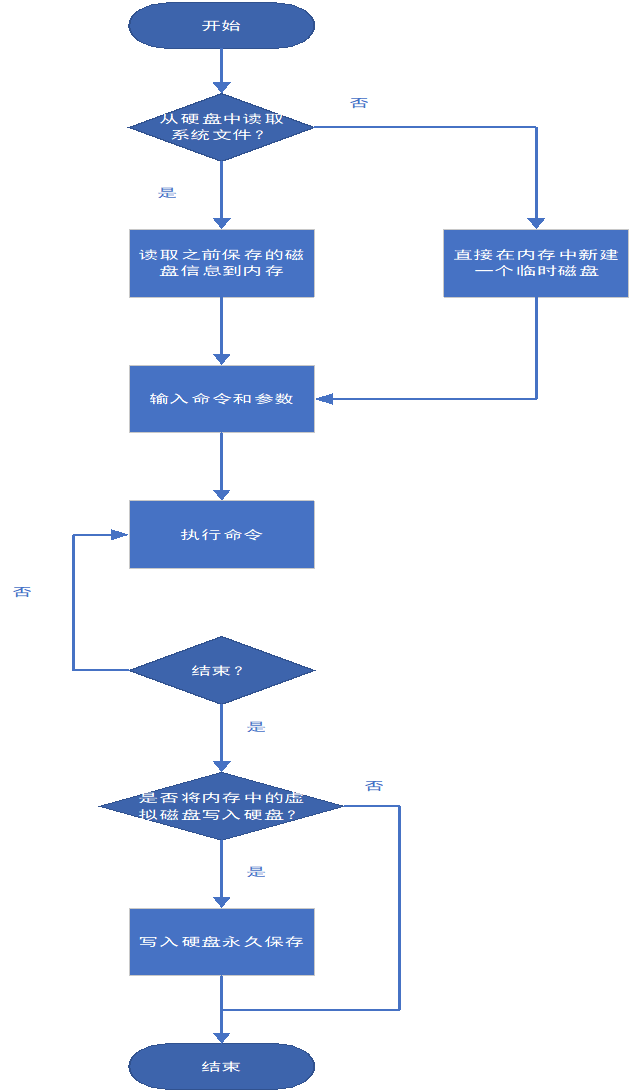 开始
否
从硬盘中读取
系统文件?
是
读取之前保存的磁
盘信息到内存
直接在内存中新建
一个临时磁盘
输入命令和参数
执行命令
否
结束?
是
是否将内存中的虚
拟磁盘写入硬盘?
否
是
写入硬盘永久保存
结束